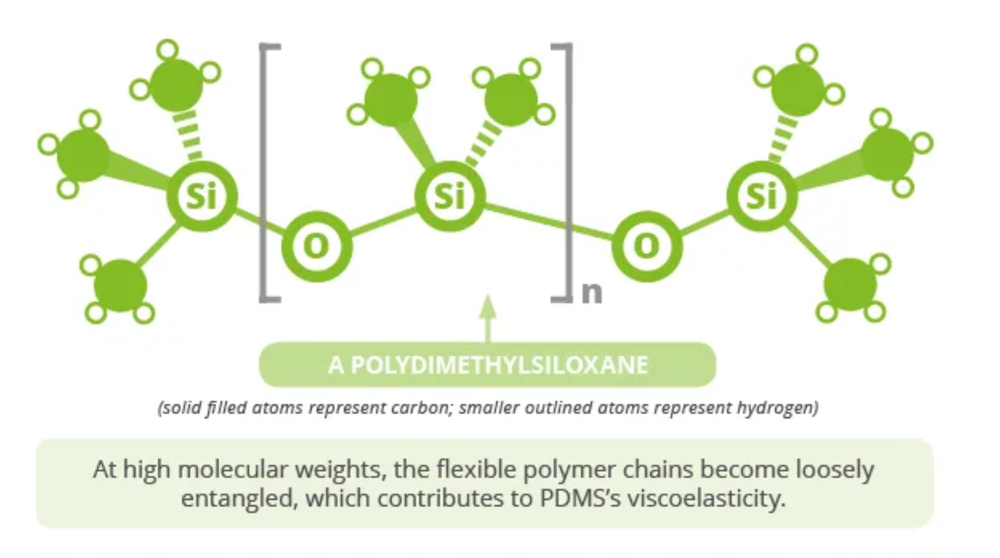 Si
Si
Si
O
O
n
A POLYDIMETHYLSILOXANE
(solid filled atoms represent carbon; smaller outlined atoms represent hydrogen)
At high molecular weights, the flexible polymer chains become loosely
entangled, which contributes to PDMS’s viscoelasticity.